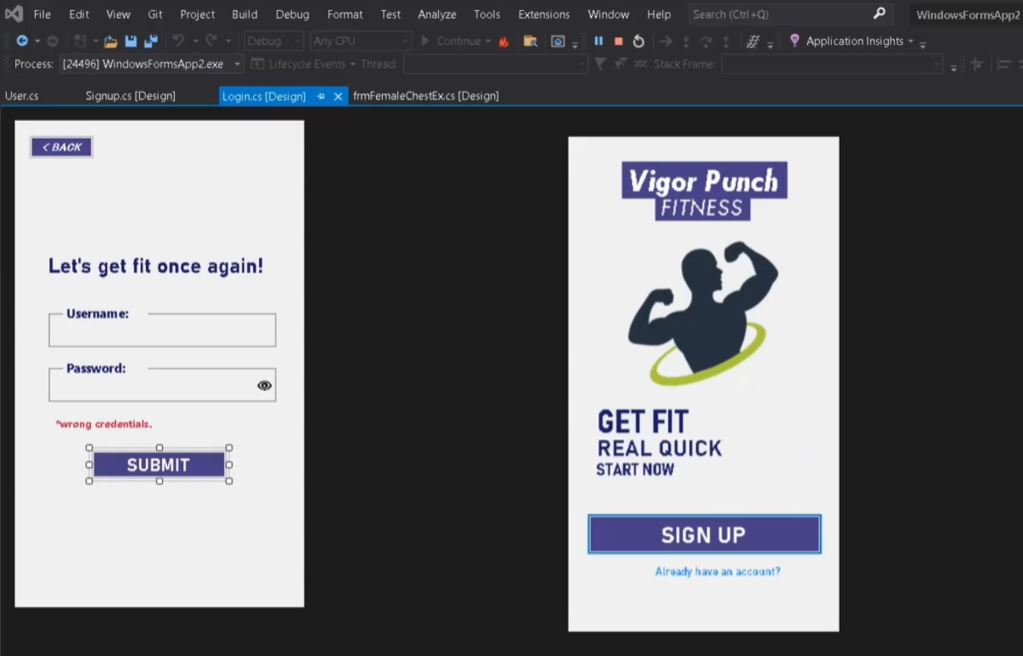 File Edit View Git Project Build Debug Format Test Analyze Tools Extensions Window Help Search (Ctrl+Q) WindowsFormsApp2
Debug Any CPU Continue Application Insights
Process: [24496] WindowsFormsApp2.exe Lifecycle Events Thread: Stack Frame:
User.cs Signup.cs [Design] Login.cs [Design] frmFemaleChestEx.cs [Design]
< BACK
Let's get fit once again!
Username:
Password:
*wrong credentials.
SUBMIT
Vigor Punch
FITNESS
GET FIT
REAL QUICK
START NOW
SIGN UP
Already have an account?